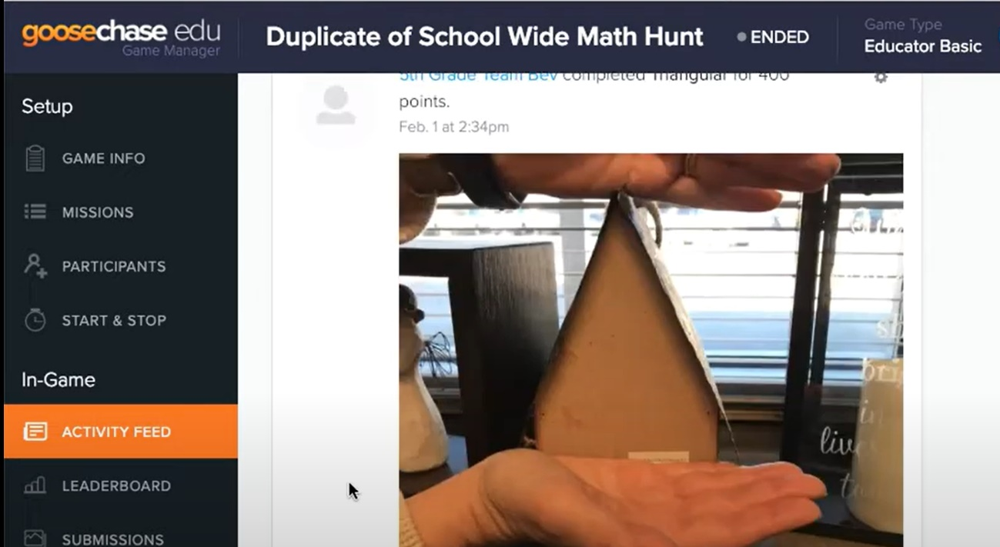 goosechase edu
Game Manager
Duplicate of School Wide Math Hunt
ENDED
Game Type
Educator Basic
Setup
GAME INFO
MISSIONS
PARTICIPANTS
START & STOP
In-Game
ACTIVITY FEED
LEADERBOARD
SUBMISSIONS
5th Grade Team Bev completed Triangular for 400
points.
Feb. 1 at 2:34pm
in